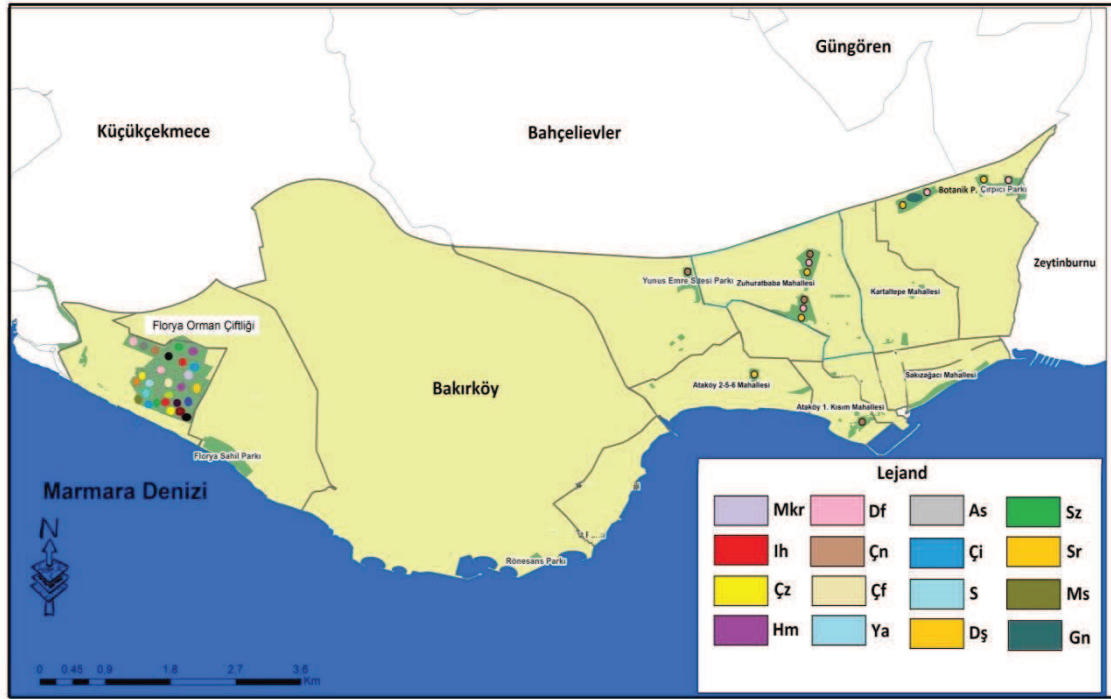 Güngören
Küçükçekmece
Bahçelievler
Botanik P. Çırpıcı Parkı
Zeytinburnu
Yunus Emre Sitesi Parkı
Zuhuratbaba Mahallesi
Kartaltepe Mahallesi
Florya Orman Çiftliği
Bakırköy
Ataköy 2-5-6 Mahallesi
Sakızağacı Mahallesi
Ataköy 1. Kısım Mahallesi
Florya Sahil Parkı
Marmara Denizi
N
Rönesans Parkı
Lejand
Mkr Df As Sz
Ih Çn Çi Sr
Çz Çf S Ms
Hm Ya Dş Gn
0 0.45 0.9 1.8 2.7 3.6
Km